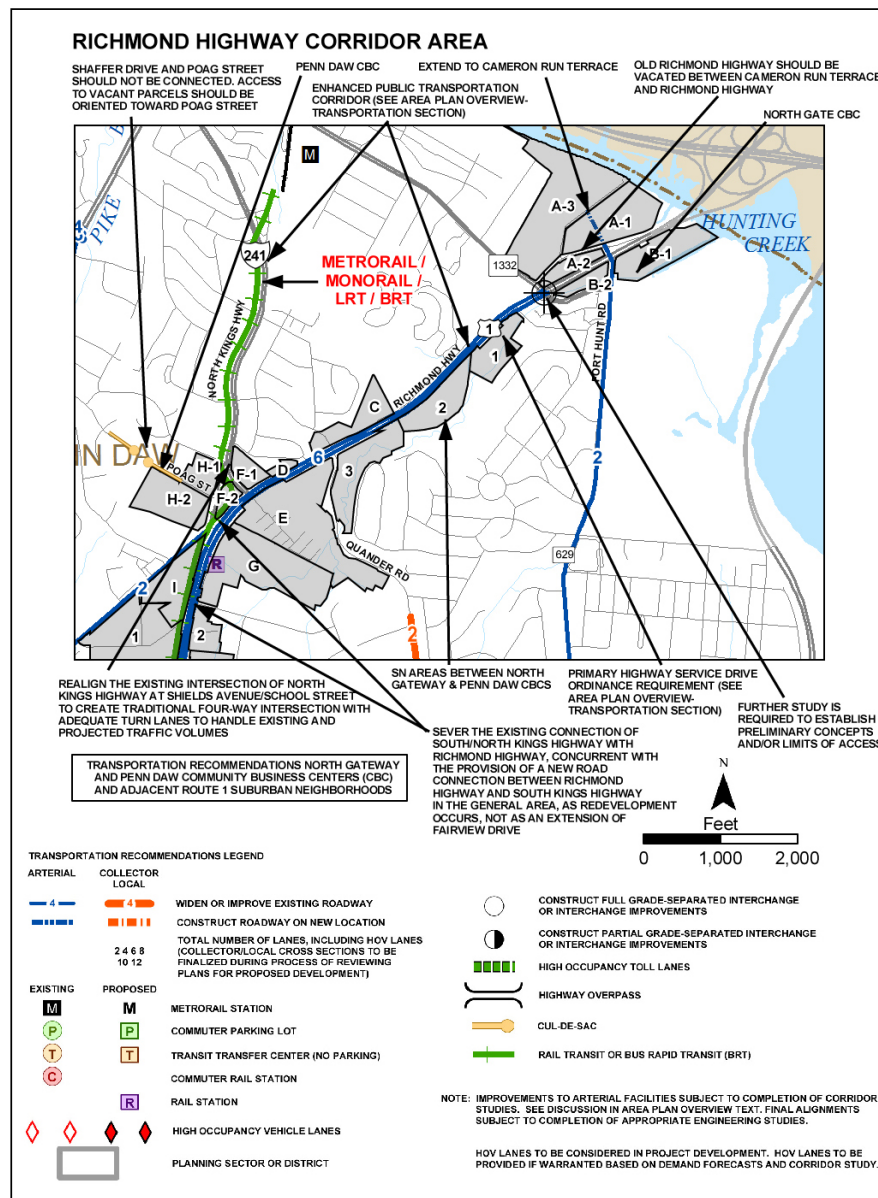 RICHMOND HIGHWAY CORRIDOR AREA
SHAFFER DRIVE AND POAG STREET
SHOULD NOT BE CONNECTED. ACCESS
TO VACANT PARCELS SHOULD BE
ORIENTED TOWARD POAG STREET
PENN DAW CBC
ENHANCED PUBLIC TRANSPORTATION
CORRIDOR (SEE AREA PLAN OVERVIEW-
TRANSPORTATION SECTION)
EXTEND TO CAMERON RUN TERRACE
OLD RICHMOND HIGHWAY SHOULD BE
VACATED BETWEEN CAMERON RUN TERRACE
AND RICHMOND HIGHWAY
NORTH GATE CBC
M
PIKE
A-3
A-1
HUNTING
CREEK
241
1332
A-2
B-1
B-2
METRORAIL /
MONORAIL /
LRT / BRT
NORTH KINGS HWY
RICHMOND HWY
FORT HUNT RD
1
1
C
2
6
2
N DAW
POAG ST
H-1
F-1
D
3
H-2
F-2
E
QUANDER RD
629
R
G
2
I
1
2
2
REALIGN THE EXISTING INTERSECTION OF NORTH
KINGS HIGHWAY AT SHIELDS AVENUE/SCHOOL STREET
TO CREATE TRADITIONAL FOUR-WAY INTERSECTION WITH
ADEQUATE TURN LANES TO HANDLE EXISTING AND
PROJECTED TRAFFIC VOLUMES
SN AREAS BETWEEN NORTH
GATEWAY & PENN DAW CBCS
PRIMARY HIGHWAY SERVICE DRIVE
ORDINANCE REQUIREMENT (SEE
AREA PLAN OVERVIEW-
TRANSPORTATION SECTION)
FURTHER STUDY IS
REQUIRED TO ESTABLISH
PRELIMINARY CONCEPTS
AND/OR LIMITS OF ACCESS
SEVER THE EXISTING CONNECTION OF
SOUTH/NORTH KINGS HIGHWAY WITH
RICHMOND HIGHWAY, CONCURRENT WITH
THE PROVISION OF A NEW ROAD
CONNECTION BETWEEN RICHMOND
HIGHWAY AND SOUTH KINGS HIGHWAY
IN THE GENERAL AREA, AS REDEVELOPMENT
OCCURS, NOT AS AN EXTENSION OF
FAIRVIEW DRIVE
TRANSPORTATION RECOMMENDATIONS NORTH GATEWAY
AND PENN DAW COMMUNITY BUSINESS CENTERS (CBC)
AND ADJACENT ROUTE 1 SUBURBAN NEIGHBORHOODS
N
Feet
0 1,000 2,000
TRANSPORTATION RECOMMENDATIONS LEGEND
ARTERIAL
COLLECTOR
LOCAL
4 4 WIDEN OR IMPROVE EXISTING ROADWAY
CONSTRUCT ROADWAY ON NEW LOCATION
2 4 6 8
10 12
TOTAL NUMBER OF LANES, INCLUDING HOV LANES
(COLLECTOR/LOCAL CROSS SECTIONS TO BE
FINALIZED DURING PROCESS OF REVIEWING
PLANS FOR PROPOSED DEVELOPMENT)
EXISTING PROPOSED
M M METRORAIL STATION
P P COMMUTER PARKING LOT
T T TRANSIT TRANSFER CENTER (NO PARKING)
C COMMUTER RAIL STATION
R RAIL STATION
HIGH OCCUPANCY VEHICLE LANES
PLANNING SECTOR OR DISTRICT
CONSTRUCT FULL GRADE-SEPARATED INTERCHANGE
OR INTERCHANGE IMPROVEMENTS
CONSTRUCT PARTIAL GRADE-SEPARATED INTERCHANGE
OR INTERCHANGE IMPROVEMENTS
HIGH OCCUPANCY TOLL LANES
HIGHWAY OVERPASS
CUL-DE-SAC
RAIL TRANSIT OR BUS RAPID TRANSIT (BRT)
NOTE: IMPROVEMENTS TO ARTERIAL FACILITIES SUBJECT TO COMPLETION OF CORRIDOR
STUDIES. SEE DISCUSSION IN AREA PLAN OVERVIEW TEXT. FINAL ALIGNMENTS
SUBJECT TO COMPLETION OF APPROPRIATE ENGINEERING STUDIES.
HOV LANES TO BE CONSIDERED IN PROJECT DEVELOPMENT. HOV LANES TO BE
PROVIDED IF WARRANTED BASED ON DEMAND FORECASTS AND CORRIDOR STUDY.